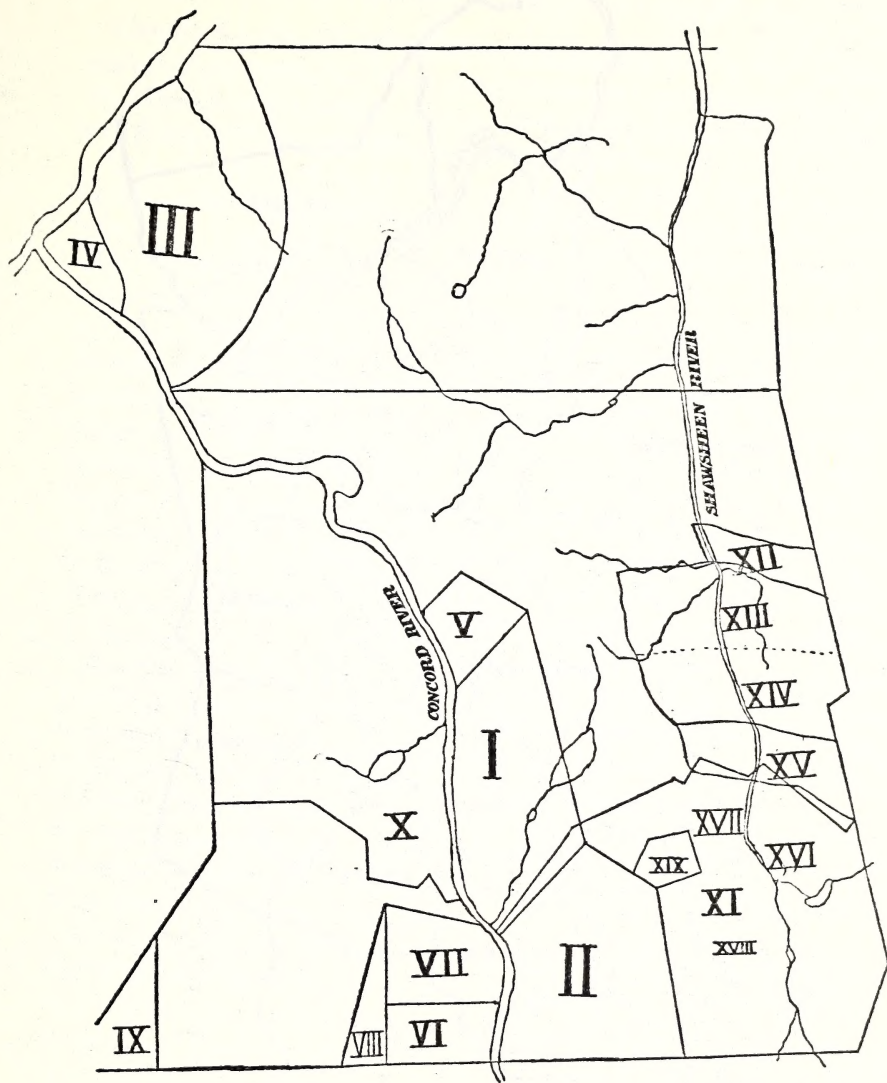 III
IV
SHAWSHEEN RIVER
XII
CONCORD RIVER
V
XIII
XIV
I
XV
X
XVII
XIX
XVI
XI
XVIII
VII
II
IX
VIII
VI